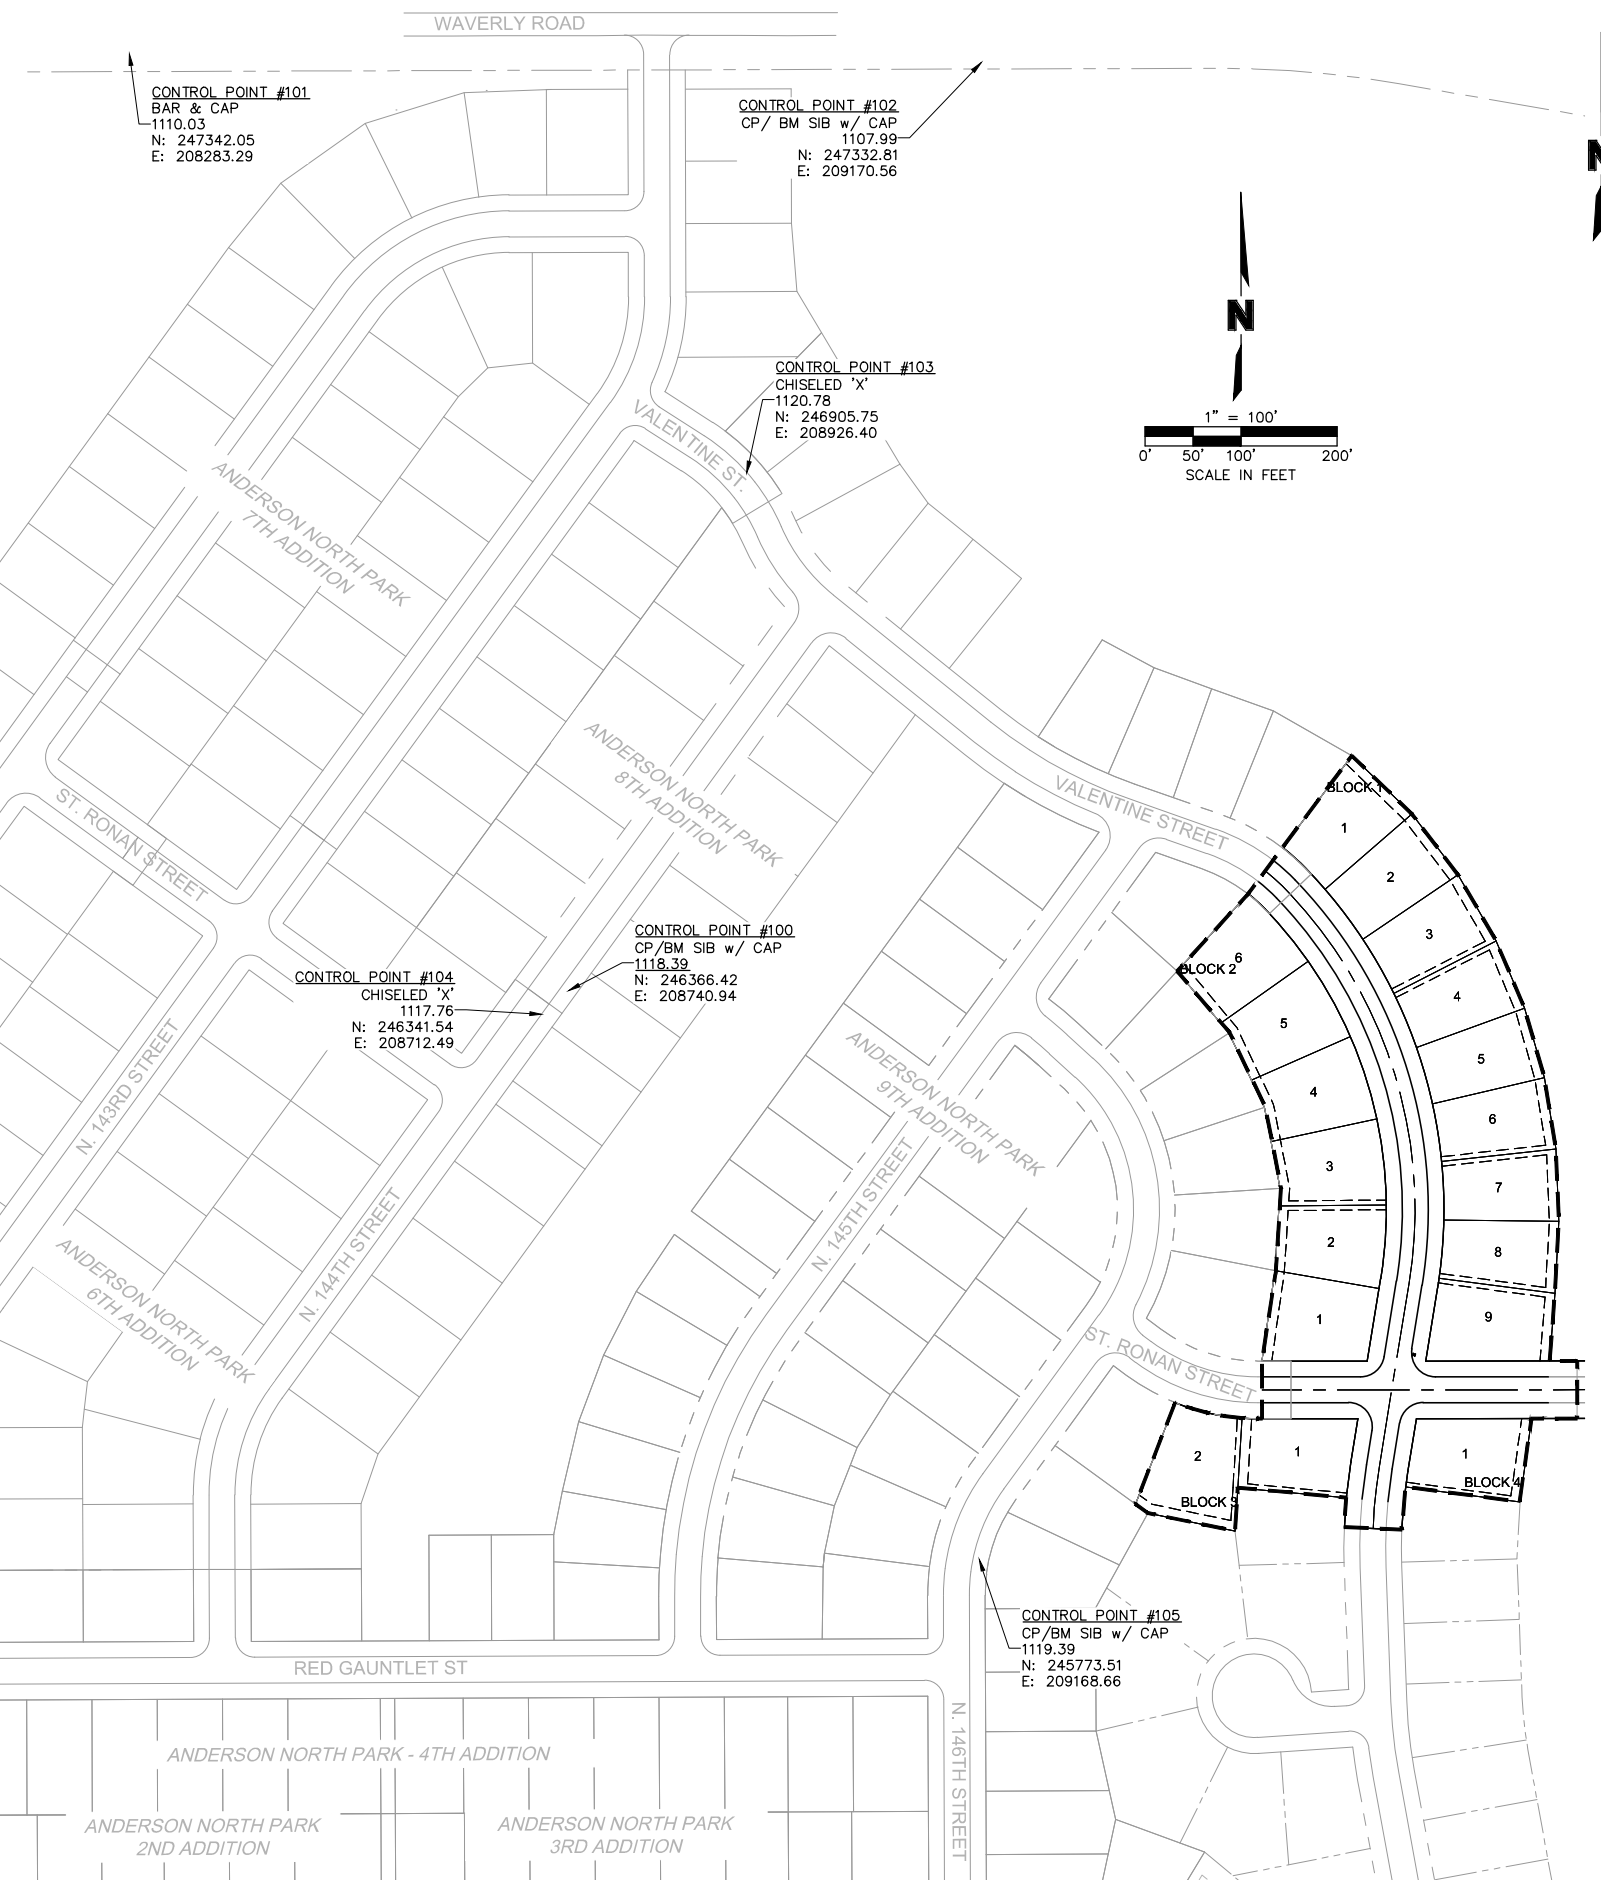 WAVERLY ROAD
CONTROL POINT #101
BAR & CAP
1110.03
N: 247342.05
E: 208283.29
CONTROL POINT #102
CP/ BM SIB w/ CAP
1107.99
N: 247332.81
E: 209170.56
N
N
1" = 100'
0' 50' 100' 200'
SCALE IN FEET
CONTROL POINT #103
CHISELED 'X'
1120.78
N: 246905.75
E: 208926.40
VALENTINE ST.
ANDERSON NORTH PARK
7TH ADDITION
ANDERSON NORTH PARK
8TH ADDITION
VALENTINE STREET
ST. RONAN STREET
BLOCK 1
1
2
3
4
5
6
7
8
9
BLOCK 2
6
5
4
3
2
1
CONTROL POINT #100
CP/BM SIB w/ CAP
1118.39
N: 246366.42
E: 208740.94
CONTROL POINT #104
CHISELED 'X'
1117.76
N: 246341.54
E: 208712.49
N. 143RD STREET
ANDERSON NORTH PARK
9TH ADDITION
N. 144TH STREET
N. 145TH STREET
ANDERSON NORTH PARK
6TH ADDITION
ST. RONAN STREET
2
1
BLOCK 3
1
BLOCK 4
CONTROL POINT #105
CP/BM SIB w/ CAP
1119.39
N: 245773.51
E: 209168.66
RED GAUNTLET ST
N. 146TH STREET
ANDERSON NORTH PARK - 4TH ADDITION
ANDERSON NORTH PARK
2ND ADDITION
ANDERSON NORTH PARK
3RD ADDITION